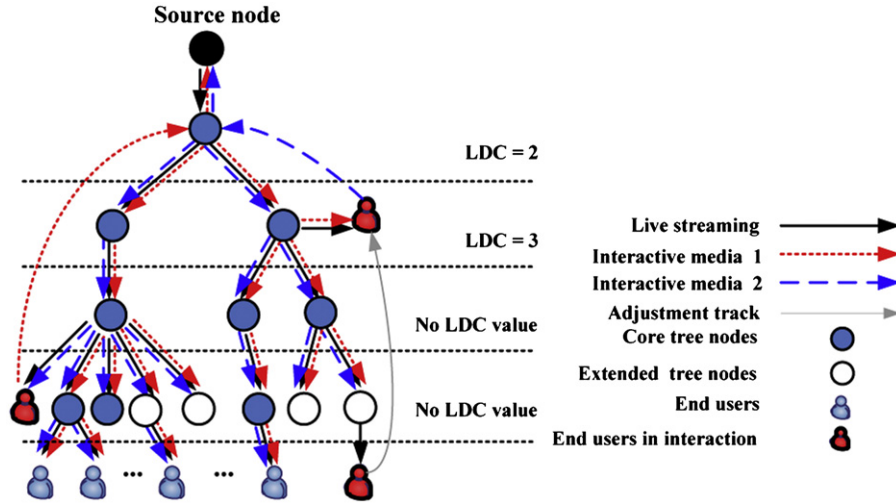 Source node
LDC = 2
LDC = 3
No LDC value
No LDC value
... ...
Live streaming
Interactive media 1
Interactive media 2
Adjustment track
Core tree nodes
Extended tree nodes
End users
End users in interaction